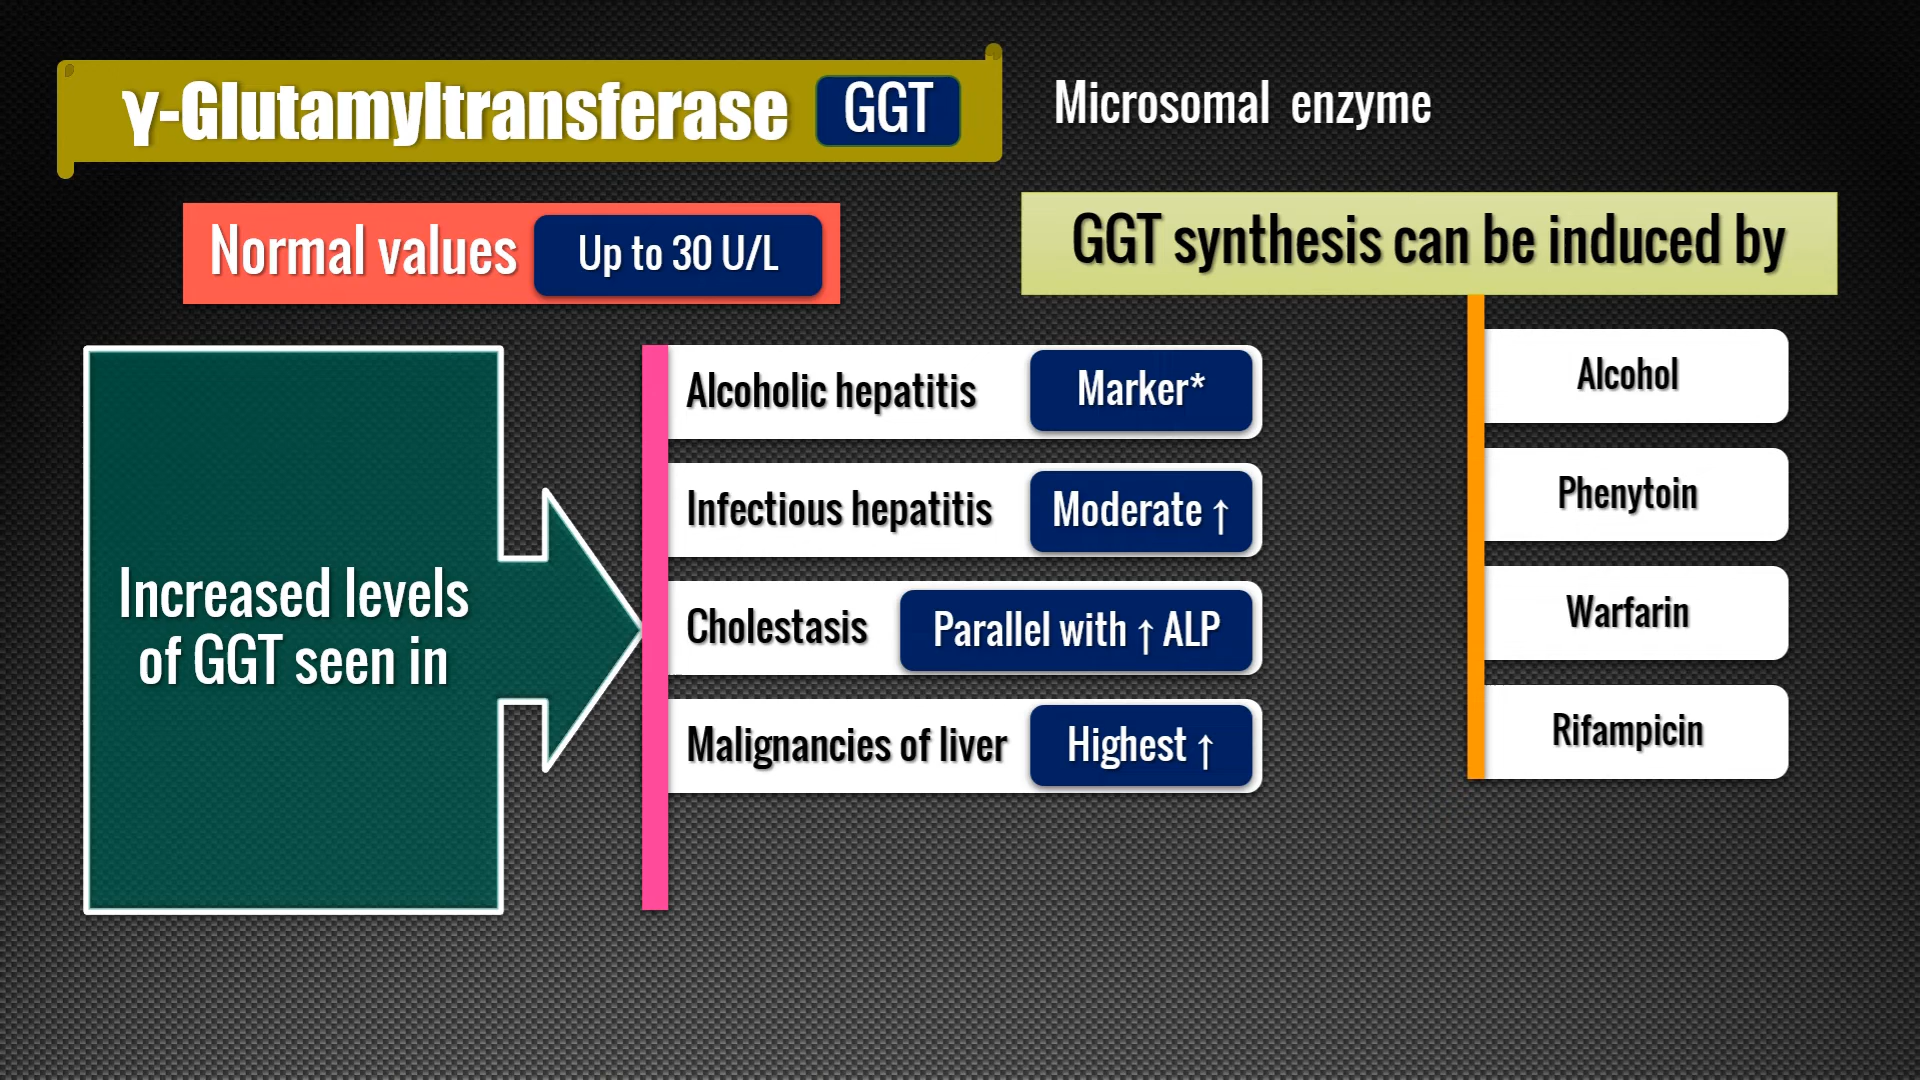 γ-Glutamyltransferase GGT
Microsomal enzyme
Normal values Up to 30 U/L
GGT synthesis can be induced by
Increased levels
of GGT seen in
Alcoholic hepatitis Marker*
Infectious hepatitis Moderate ↑
Cholestasis Parallel with ↑ ALP
Malignancies of liver Highest ↑
Alcohol
Phenytoin
Warfarin
Rifampicin